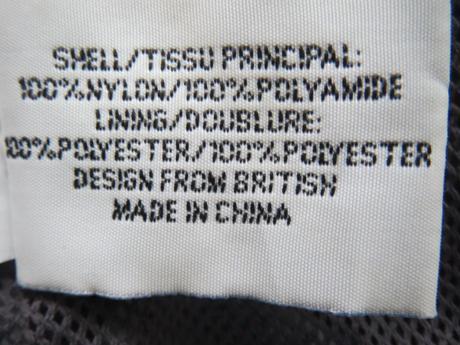 SHELL/TISSU PRINCIPAL:
100%NYLON/100%POLYAMIDE
LINING/DOUBLURE:
100%POLYESTER/100%POLYESTER
DESIGN FROM BRITISH
MADE IN CHINA